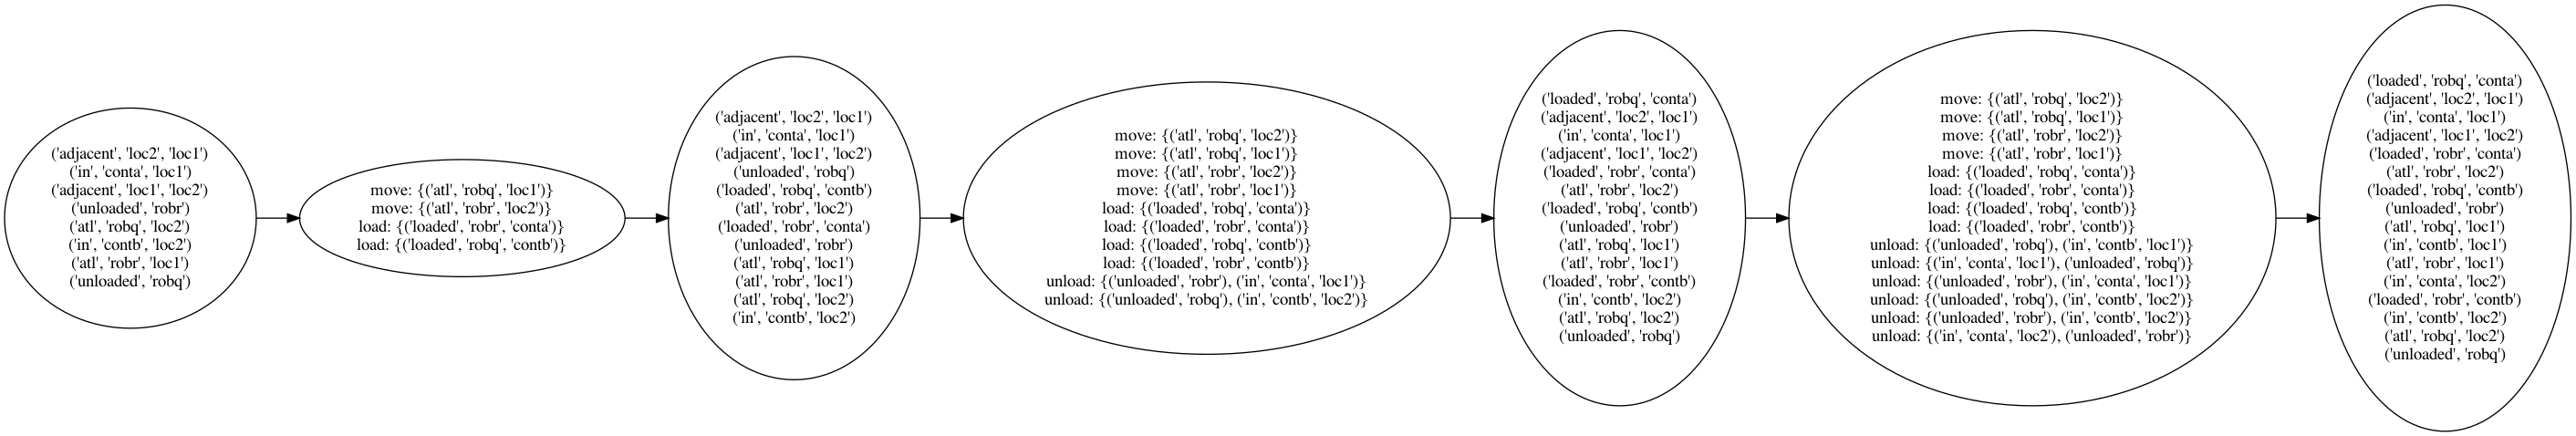 ('adjacent', 'loc2', 'loc1')
('in', 'conta', 'loc1')
('adjacent', 'loc1', 'loc2')
('unloaded', 'robr')
('atl', 'robq', 'loc2')
('in', 'contb', 'loc2')
('atl', 'robr', 'loc1')
('unloaded', 'robq')
move: {('atl', 'robq', 'loc1')}
move: {('atl', 'robr', 'loc2')}
load: {('loaded', 'robr', 'conta')}
load: {('loaded', 'robq', 'contb')}
('adjacent', 'loc2', 'loc1')
('in', 'conta', 'loc1')
('adjacent', 'loc1', 'loc2')
('unloaded', 'robq')
('loaded', 'robq', 'contb')
('atl', 'robr', 'loc2')
('loaded', 'robr', 'conta')
('unloaded', 'robr')
('atl', 'robq', 'loc1')
('atl', 'robr', 'loc1')
('atl', 'robq', 'loc2')
('in', 'contb', 'loc2')
move: {('atl', 'robq', 'loc2')}
move: {('atl', 'robq', 'loc1')}
move: {('atl', 'robr', 'loc2')}
move: {('atl', 'robr', 'loc1')}
load: {('loaded', 'robq', 'conta')}
load: {('loaded', 'robr', 'conta')}
load: {('loaded', 'robq', 'contb')}
load: {('loaded', 'robr', 'contb')}
unload: {('unloaded', 'robr'), ('in', 'conta', 'loc1')}
unload: {('unloaded', 'robq'), ('in', 'contb', 'loc2')}
('loaded', 'robq', 'conta')
('adjacent', 'loc2', 'loc1')
('in', 'conta', 'loc1')
('adjacent', 'loc1', 'loc2')
('loaded', 'robr', 'conta')
('atl', 'robr', 'loc2')
('loaded', 'robq', 'contb')
('unloaded', 'robr')
('atl', 'robq', 'loc1')
('atl', 'robr', 'loc1')
('loaded', 'robr', 'contb')
('in', 'contb', 'loc2')
('atl', 'robq', 'loc2')
('unloaded', 'robq')
move: {('atl', 'robq', 'loc2')}
move: {('atl', 'robq', 'loc1')}
move: {('atl', 'robr', 'loc2')}
move: {('atl', 'robr', 'loc1')}
load: {('loaded', 'robq', 'conta')}
load: {('loaded', 'robr', 'conta')}
load: {('loaded', 'robq', 'contb')}
load: {('loaded', 'robr', 'contb')}
unload: {('unloaded', 'robq'), ('in', 'contb', 'loc1')}
unload: {('in', 'conta', 'loc1'), ('unloaded', 'robq')}
unload: {('unloaded', 'robr'), ('in', 'conta', 'loc1')}
unload: {('unloaded', 'robq'), ('in', 'contb', 'loc2')}
unload: {('unloaded', 'robr'), ('in', 'contb', 'loc2')}
unload: {('in', 'conta', 'loc2'), ('unloaded', 'robr')}
('loaded', 'robq', 'conta')
('adjacent', 'loc2', 'loc1')
('in', 'conta', 'loc1')
('adjacent', 'loc1', 'loc2')
('loaded', 'robr', 'conta')
('atl', 'robr', 'loc2')
('loaded', 'robq', 'contb')
('unloaded', 'robr')
('atl', 'robq', 'loc1')
('in', 'contb', 'loc1')
('atl', 'robr', 'loc1')
('in', 'conta', 'loc2')
('loaded', 'robr', 'contb')
('in', 'contb', 'loc2')
('atl', 'robq', 'loc2')
('unloaded', 'robq')